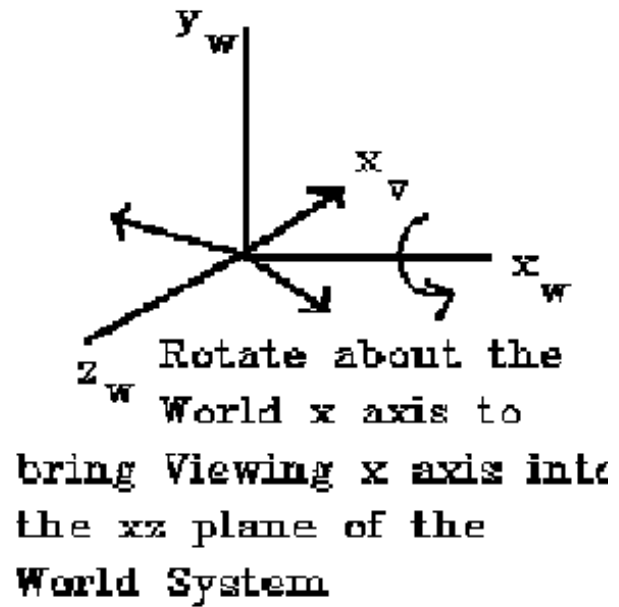 y w
x v
x w
z w
Rotate about the
World x axis to
bring Viewing x axis into
the xz plane of the
World System